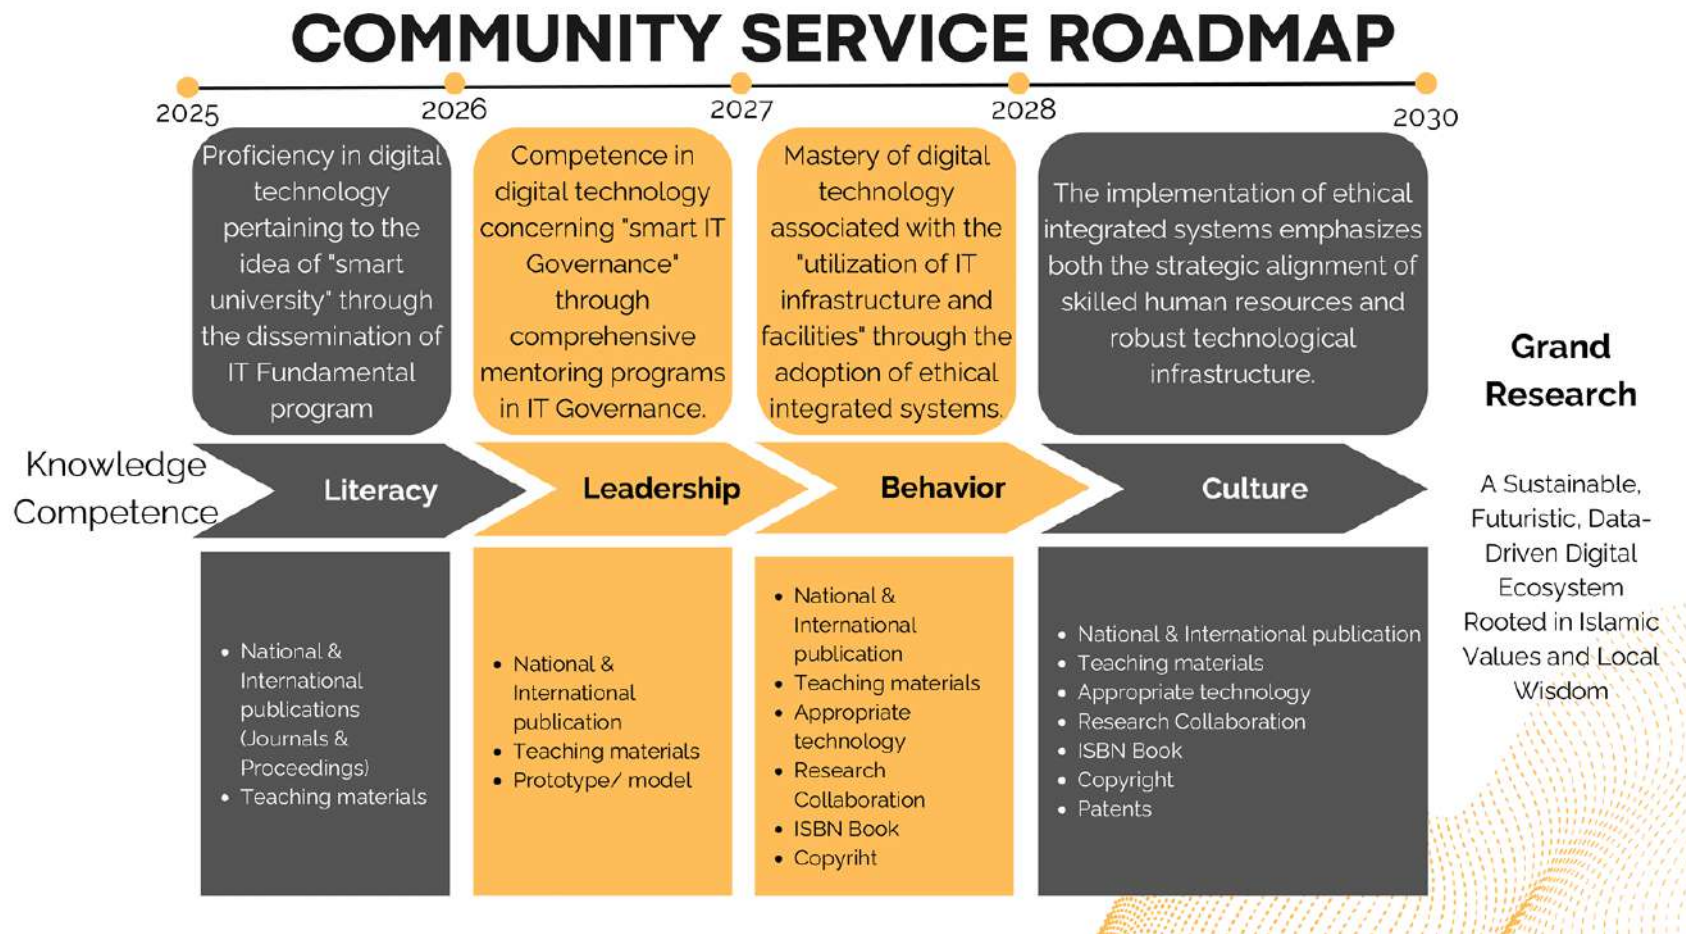 COMMUNITY SERVICE ROADMAP
2025
2026
2027
2028
2030
Proficiency in digital
technology
pertaining to the
idea of "smart
university" through
the dissemination of
IT Fundamental
program
Competence in
digital technology
concerning "smart IT
Governance"
through
comprehensive
mentoring programs
in IT Governance.
Mastery of digital
technology
associated with the
"utilization of IT
infrastructure and
facilities" through the
adoption of ethical
integrated systems.
The implementation of ethical
integrated systems emphasizes
both the strategic alignment of
skilled human resources and
robust technological
infrastructure.
Knowledge
Competence
Literacy
Leadership
Behavior
Culture
• National &
International
publications
(Journals &
Proceedings)
• Teaching materials
• National &
International
publication
• Teaching materials
• Prototype/ model
• National &
International
publication
• Teaching materials
• Appropriate
technology
• Research
Collaboration
• ISBN Book
• Copyriht
• National & International publication
• Teaching materials
• Appropriate technology
• Research Collaboration
• ISBN Book
• Copyright
• Patents
Grand
Research
A Sustainable,
Futuristic, Data-
Driven Digital
Ecosystem
Rooted in Islamic
Values and Local
Wisdom